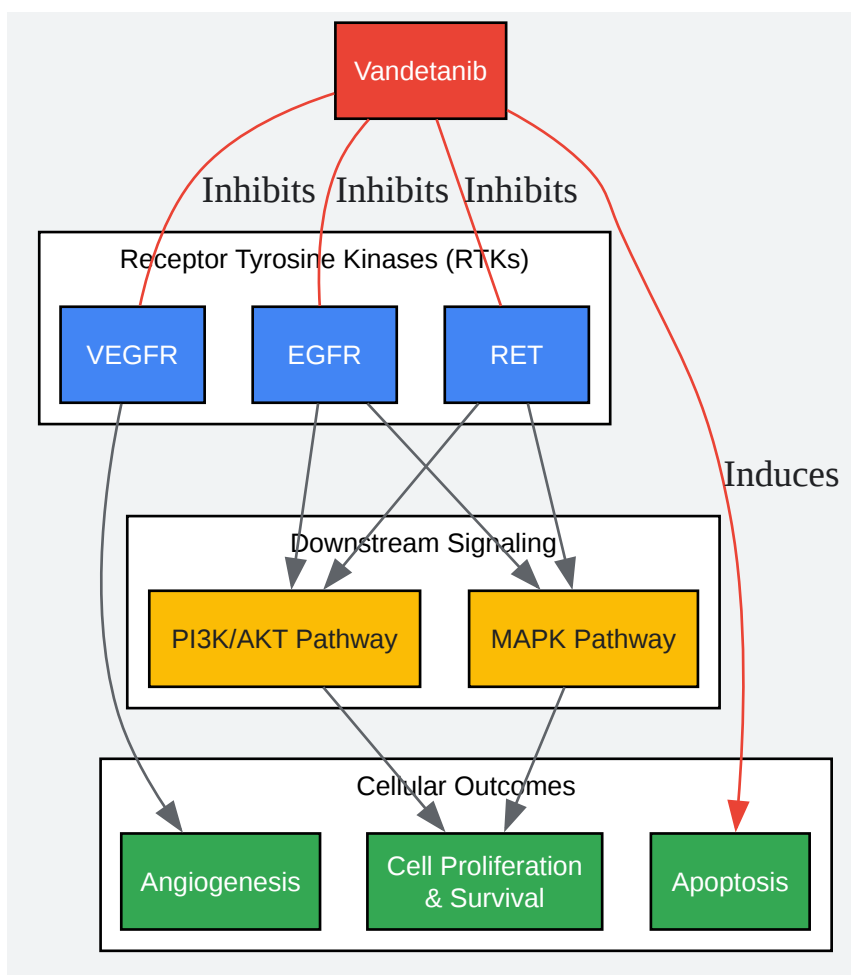 Vandetanib
Inhibits Inhibits Inhibits
Receptor Tyrosine Kinases (RTKs)
VEGFR EGFR RET
Induces
Downstream Signaling
PI3K/AKT Pathway MAPK Pathway
Cellular Outcomes
Angiogenesis
Cell Proliferation
& Survival
Apoptosis